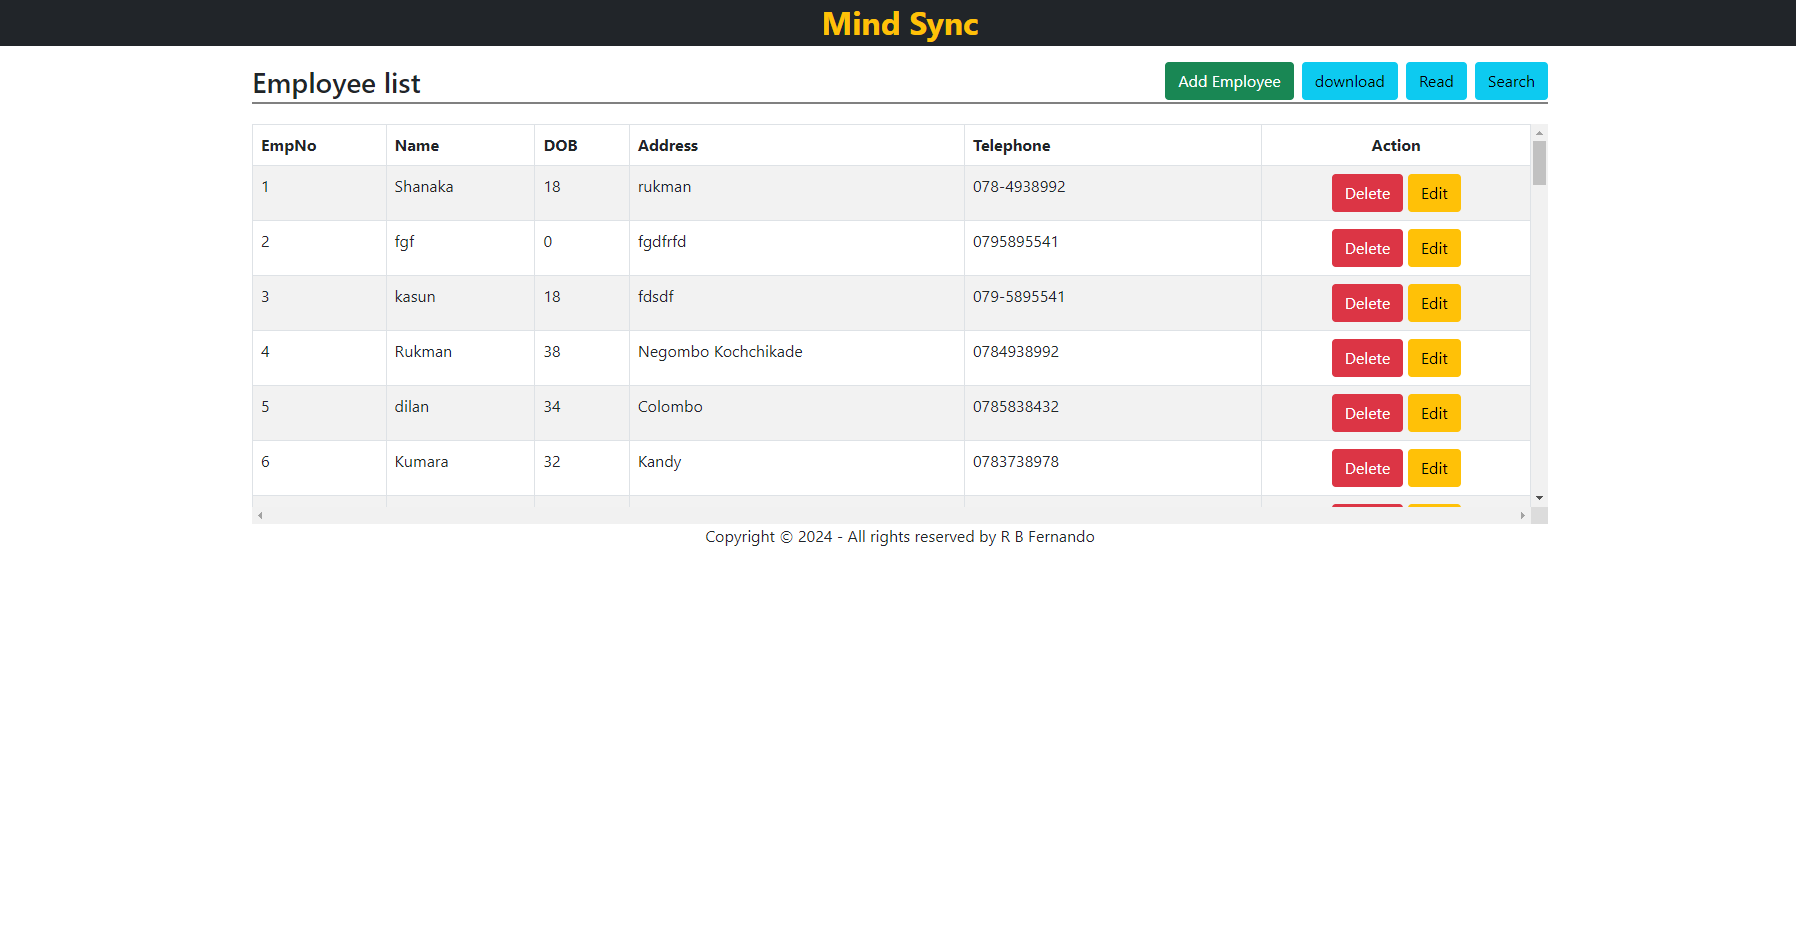 Mind Sync
Employee list
Add Employee download Read Search
EmpNo Name DOB Address Telephone Action
1 Shanaka 18 rukman 078-4938992 Delete Edit
2 fgf 0 fgdfrfd 0795895541 Delete Edit
3 kasun 18 fdsdf 079-5895541 Delete Edit
4 Rukman 38 Negombo Kochchikade 0784938992 Delete Edit
5 dilan 34 Colombo 0785838432 Delete Edit
6 Kumara 32 Kandy 0783738978 Delete Edit
Copyright © 2024 - All rights reserved by R B Fernando